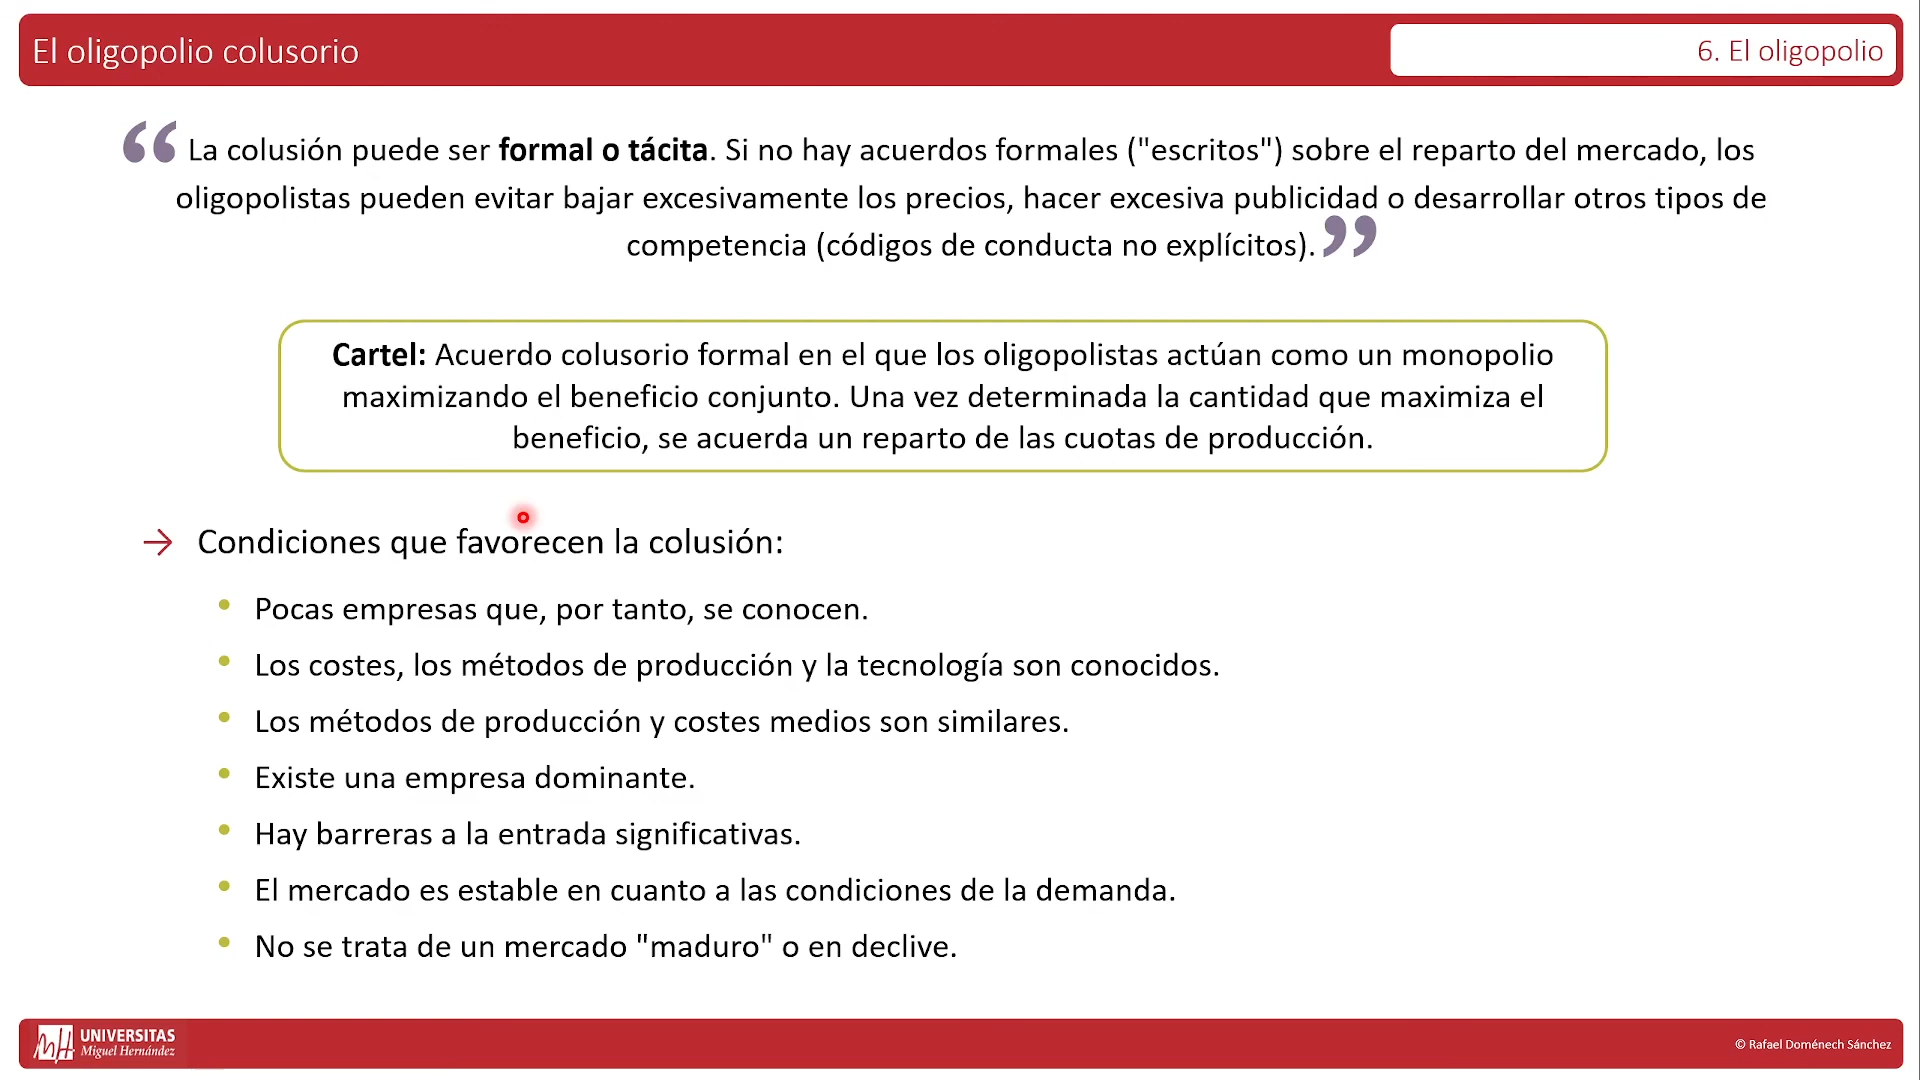 El oligopolio colusorio
6. El oligopolio
“ La colusión puede ser formal o tácita. Si no hay acuerdos formales ("escritos") sobre el reparto del mercado, los
oligopolistas pueden evitar bajar excesivamente los precios, hacer excesiva publicidad o desarrollar otros tipos de
competencia (códigos de conducta no explícitos). ”
Cartel: Acuerdo colusorio formal en el que los oligopolistas actúan como un monopolio
maximizando el beneficio conjunto. Una vez determinada la cantidad que maximiza el
beneficio, se acuerda un reparto de las cuotas de producción.
→ Condiciones que favorecen la colusión:
• Pocas empresas que, por tanto, se conocen.
• Los costes, los métodos de producción y la tecnología son conocidos.
• Los métodos de producción y costes medios son similares.
• Existe una empresa dominante.
• Hay barreras a la entrada significativas.
• El mercado es estable en cuanto a las condiciones de la demanda.
• No se trata de un mercado "maduro" o en declive.
UNIVERSITAS
Miguel Hernández
© Rafael Doménech Sánchez